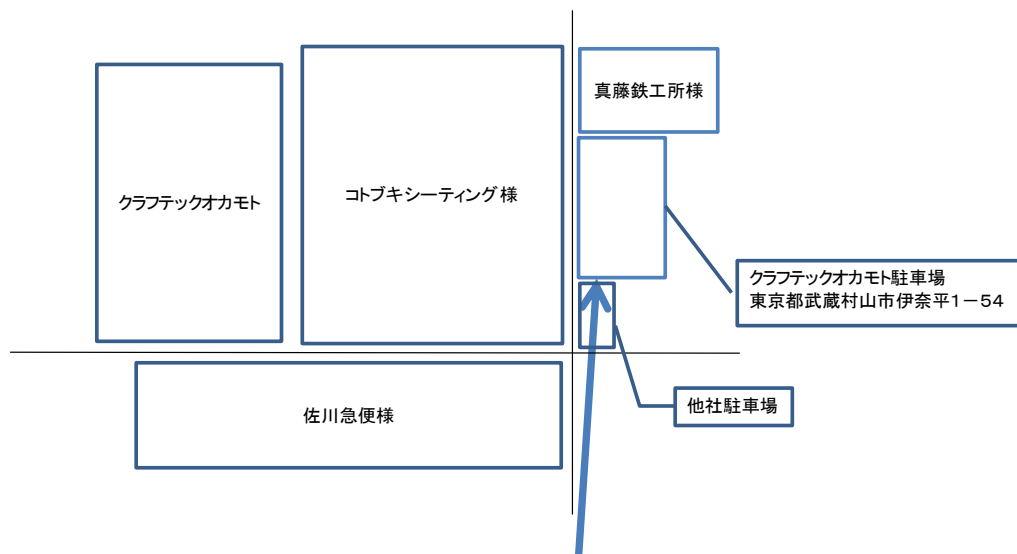 真藤鉄工所様
クラフテックオカモト
コトブキシーティング様
クラフテックオカモト駐車場
東京都武蔵村山市伊奈平1－54
他社駐車場
佐川急便様